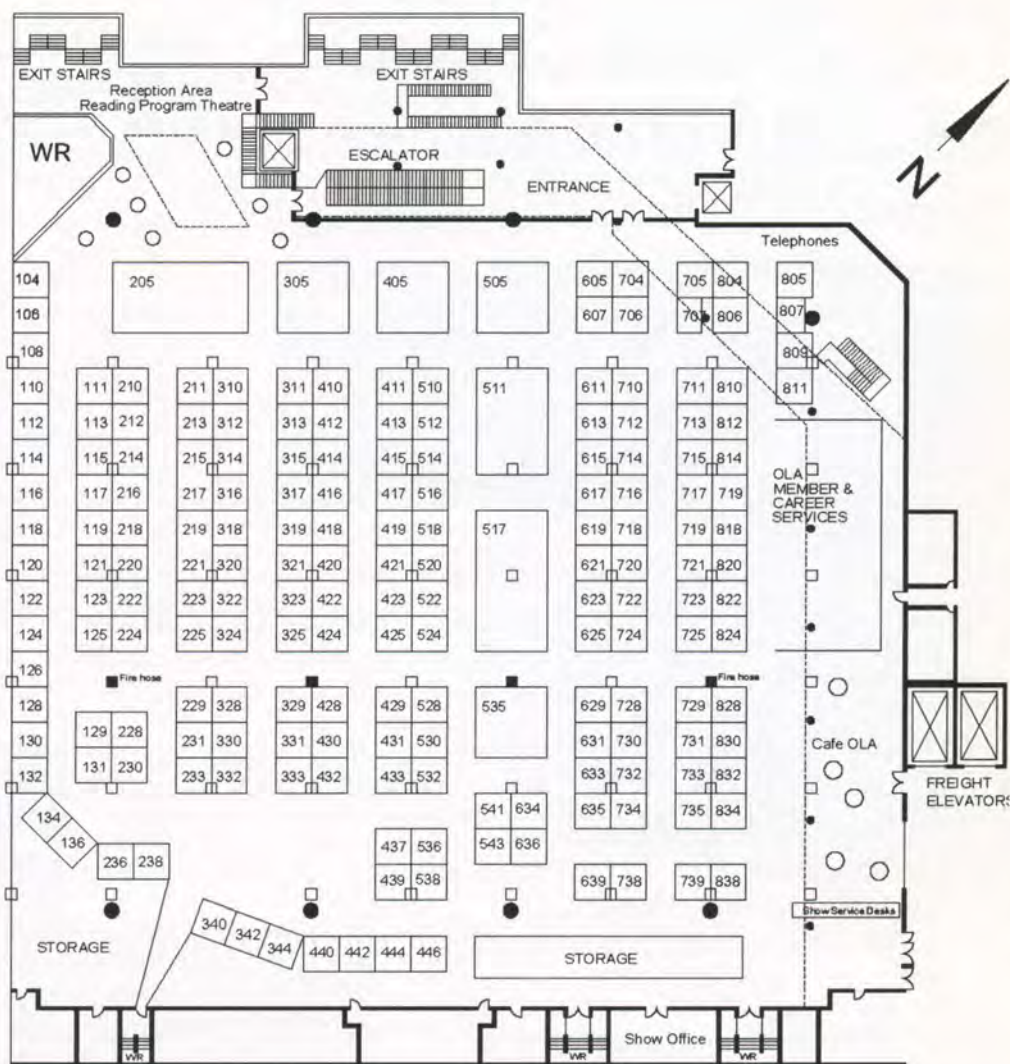 EXIT STAIRS
EXIT STAIRS
Reception Area
Reading Program Theatre
WR
ESCALATOR
ENTRANCE
N
Telephones
104 205 305 405 505 605 704 705 804 805
106 607 706 707 806 807
108 809
110 111 210 211 310 311 410 411 510 511 611 710 711 810 811
112 113 212 213 312 313 412 413 512 613 712 713 812
114 115 214 215 314 315 414 415 514 615 714 715 814
OLA
MEMBER &
CAREER
SERVICES
116 117 216 217 316 317 416 417 516 617 716 717 719
118 119 218 219 318 319 418 419 518 517 619 718 719 818
120 121 220 221 320 321 420 421 520 621 720 721 820
122 123 222 223 322 323 422 423 522 623 722 723 822
124 125 224 225 324 325 424 425 524 625 724 725 824
126 Fire hose Fire hose
128 229 328 329 428 429 528 535 629 728 729 828
130 129 228 231 330 331 430 431 530 631 730 731 830
Cafe OLA
132 131 230 233 332 333 432 433 532 633 732 733 832
FREIGHT
ELEVATORS
134 541 634 635 734 735 834
136 437 536 543 636
236 238 439 538 639 738 739 838
Show Service Desks
340 342 344 440 442 444 446
STORAGE
STORAGE
Show Office
WR WR WR